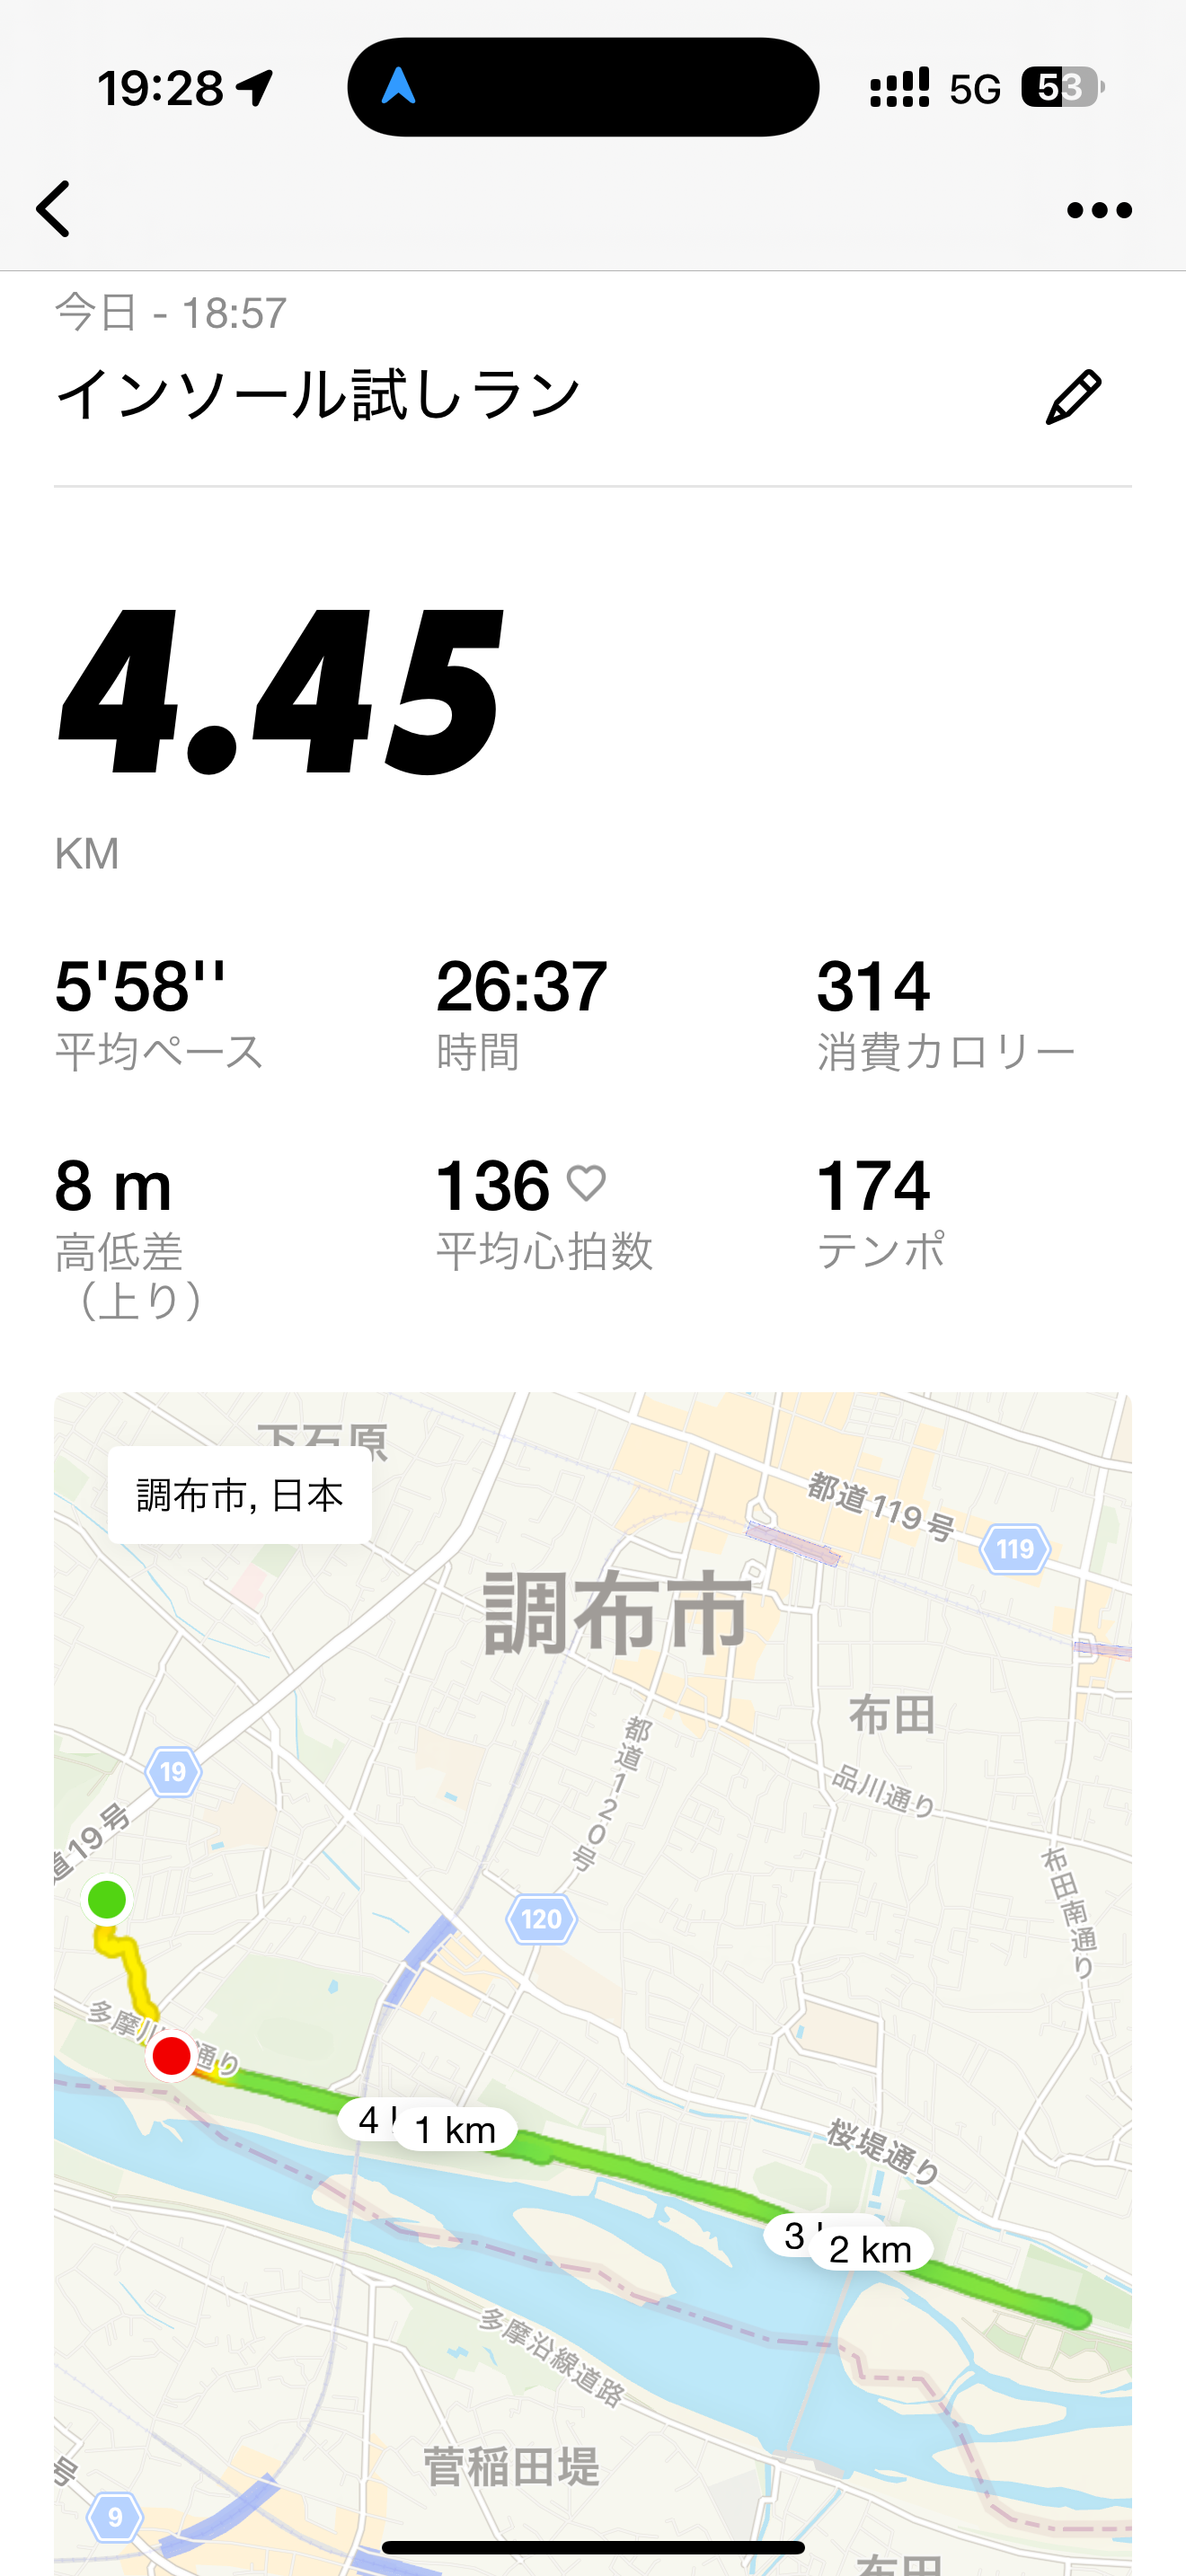 19:28
5G
53
今日 - 18:57
インソール試しラン
4.45
KM
5'58''
平均ペース
26:37
時間
314
消費カロリー
8 m
高低差
（上り）
136
平均心拍数
174
テンポ
下石原
調布市, 日本
都道119号
119
調布市
布田
都道120号
品川通り
19
道19号
布田南通り
120
多摩川通り
4
1 km
桜堤通り
3
2 km
多摩沿線道路
菅稲田堤
号
9
布田